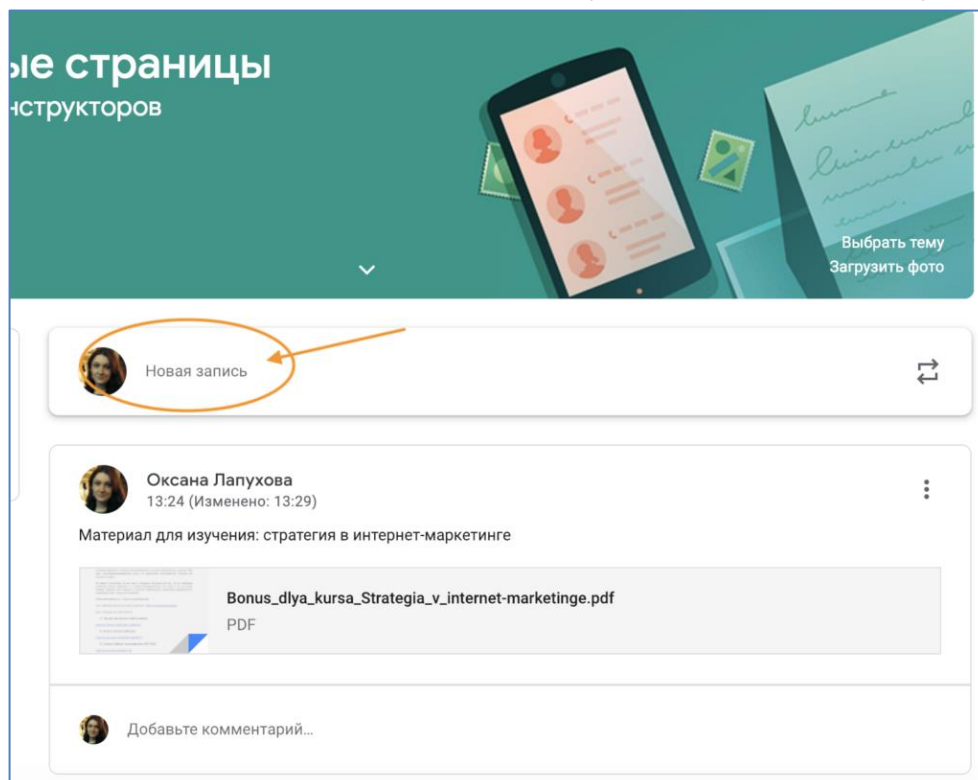 ые страницы
нструкторов
Выбрать тему
Загрузить фото
Новая запись
Оксана Лапухова
13:24 (Изменено: 13:29)
Материал для изучения: стратегия в интернет-маркетинге
Bonus_dlya_kursa_Strategia_v_internet-marketinge.pdf
PDF
Добавьте комментарий...